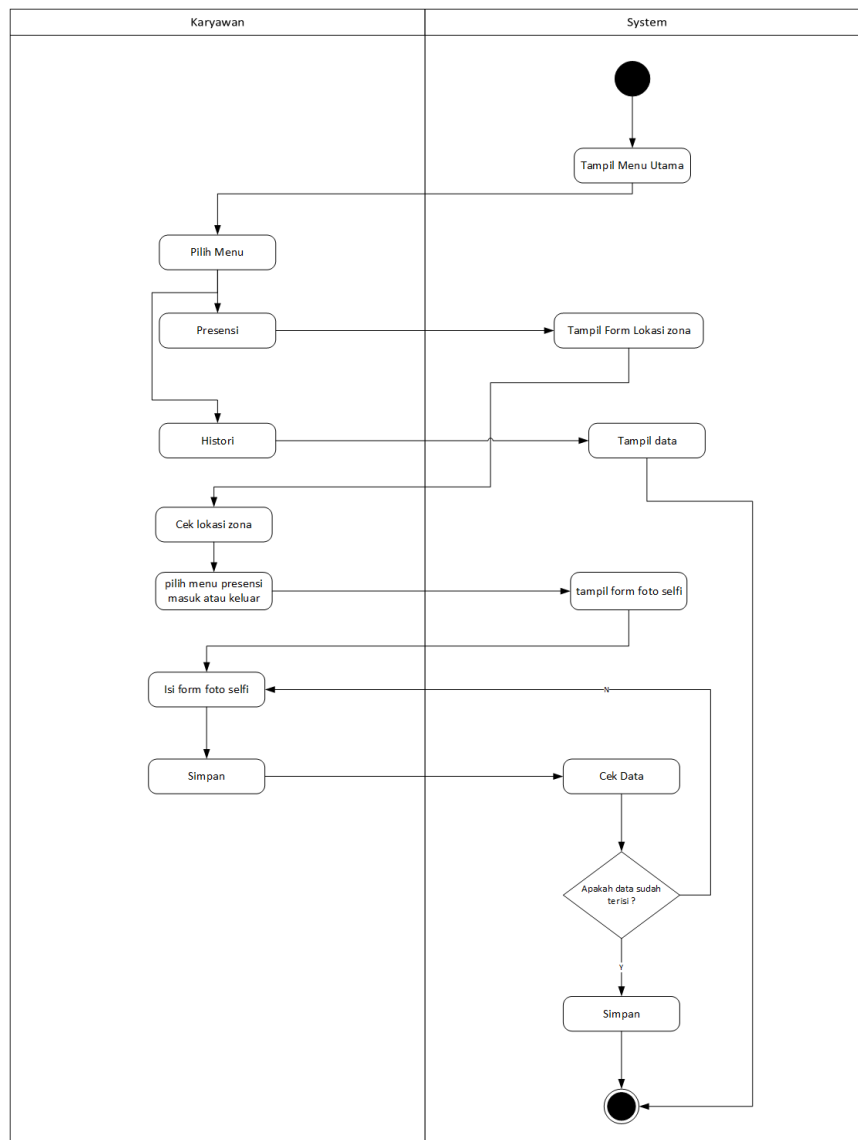 Karyawan
System
Tampil Menu Utama
Pilih Menu
Presensi
Tampil Form Lokasi zona
Histori
Tampil data
Cek lokasi zona
pilih menu presensi
masuk atau keluar
tampil form foto selfi
Isi form foto selfi
N
Simpan
Cek Data
Apakah data sudah
terisi ?
Y
Simpan